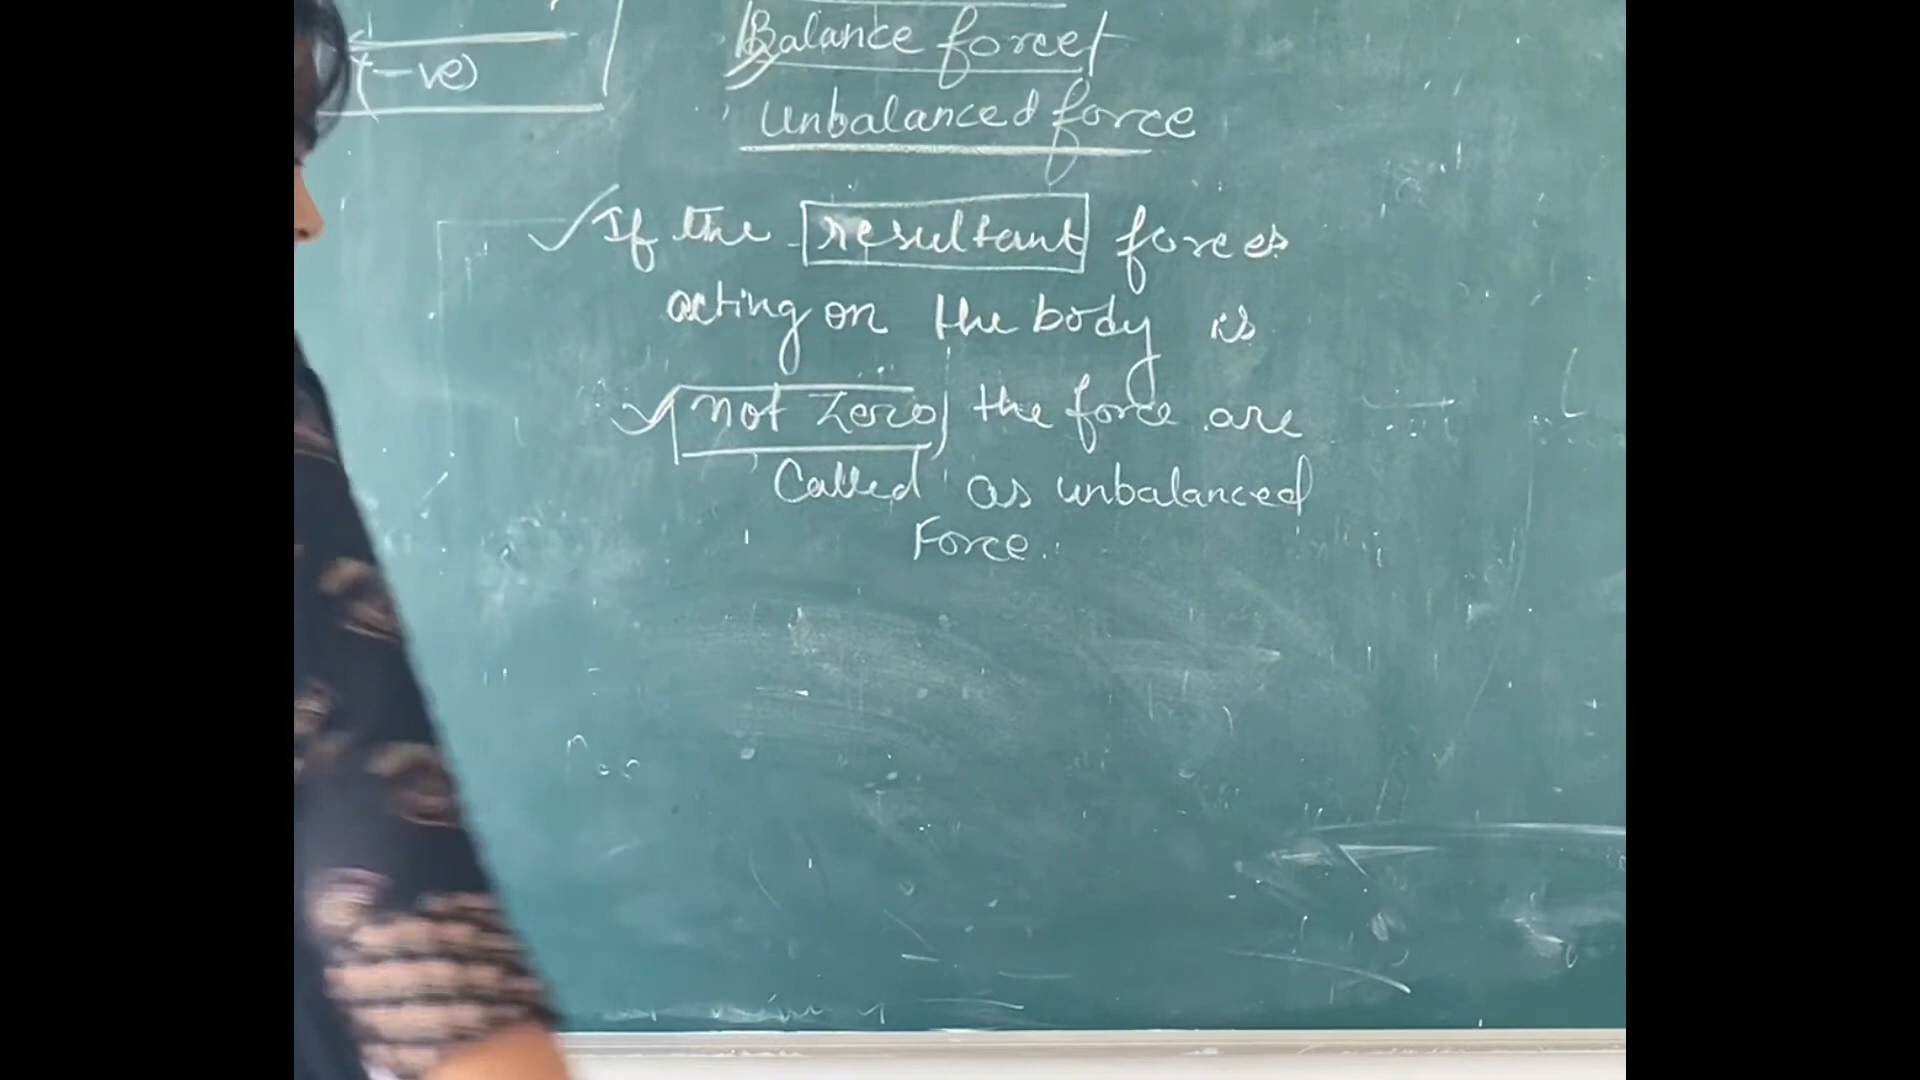 (-ve)
Balance force
Unbalanced force
If the resultant forces
acting on the body is
not zero, the force are
Called as unbalanced
Force.